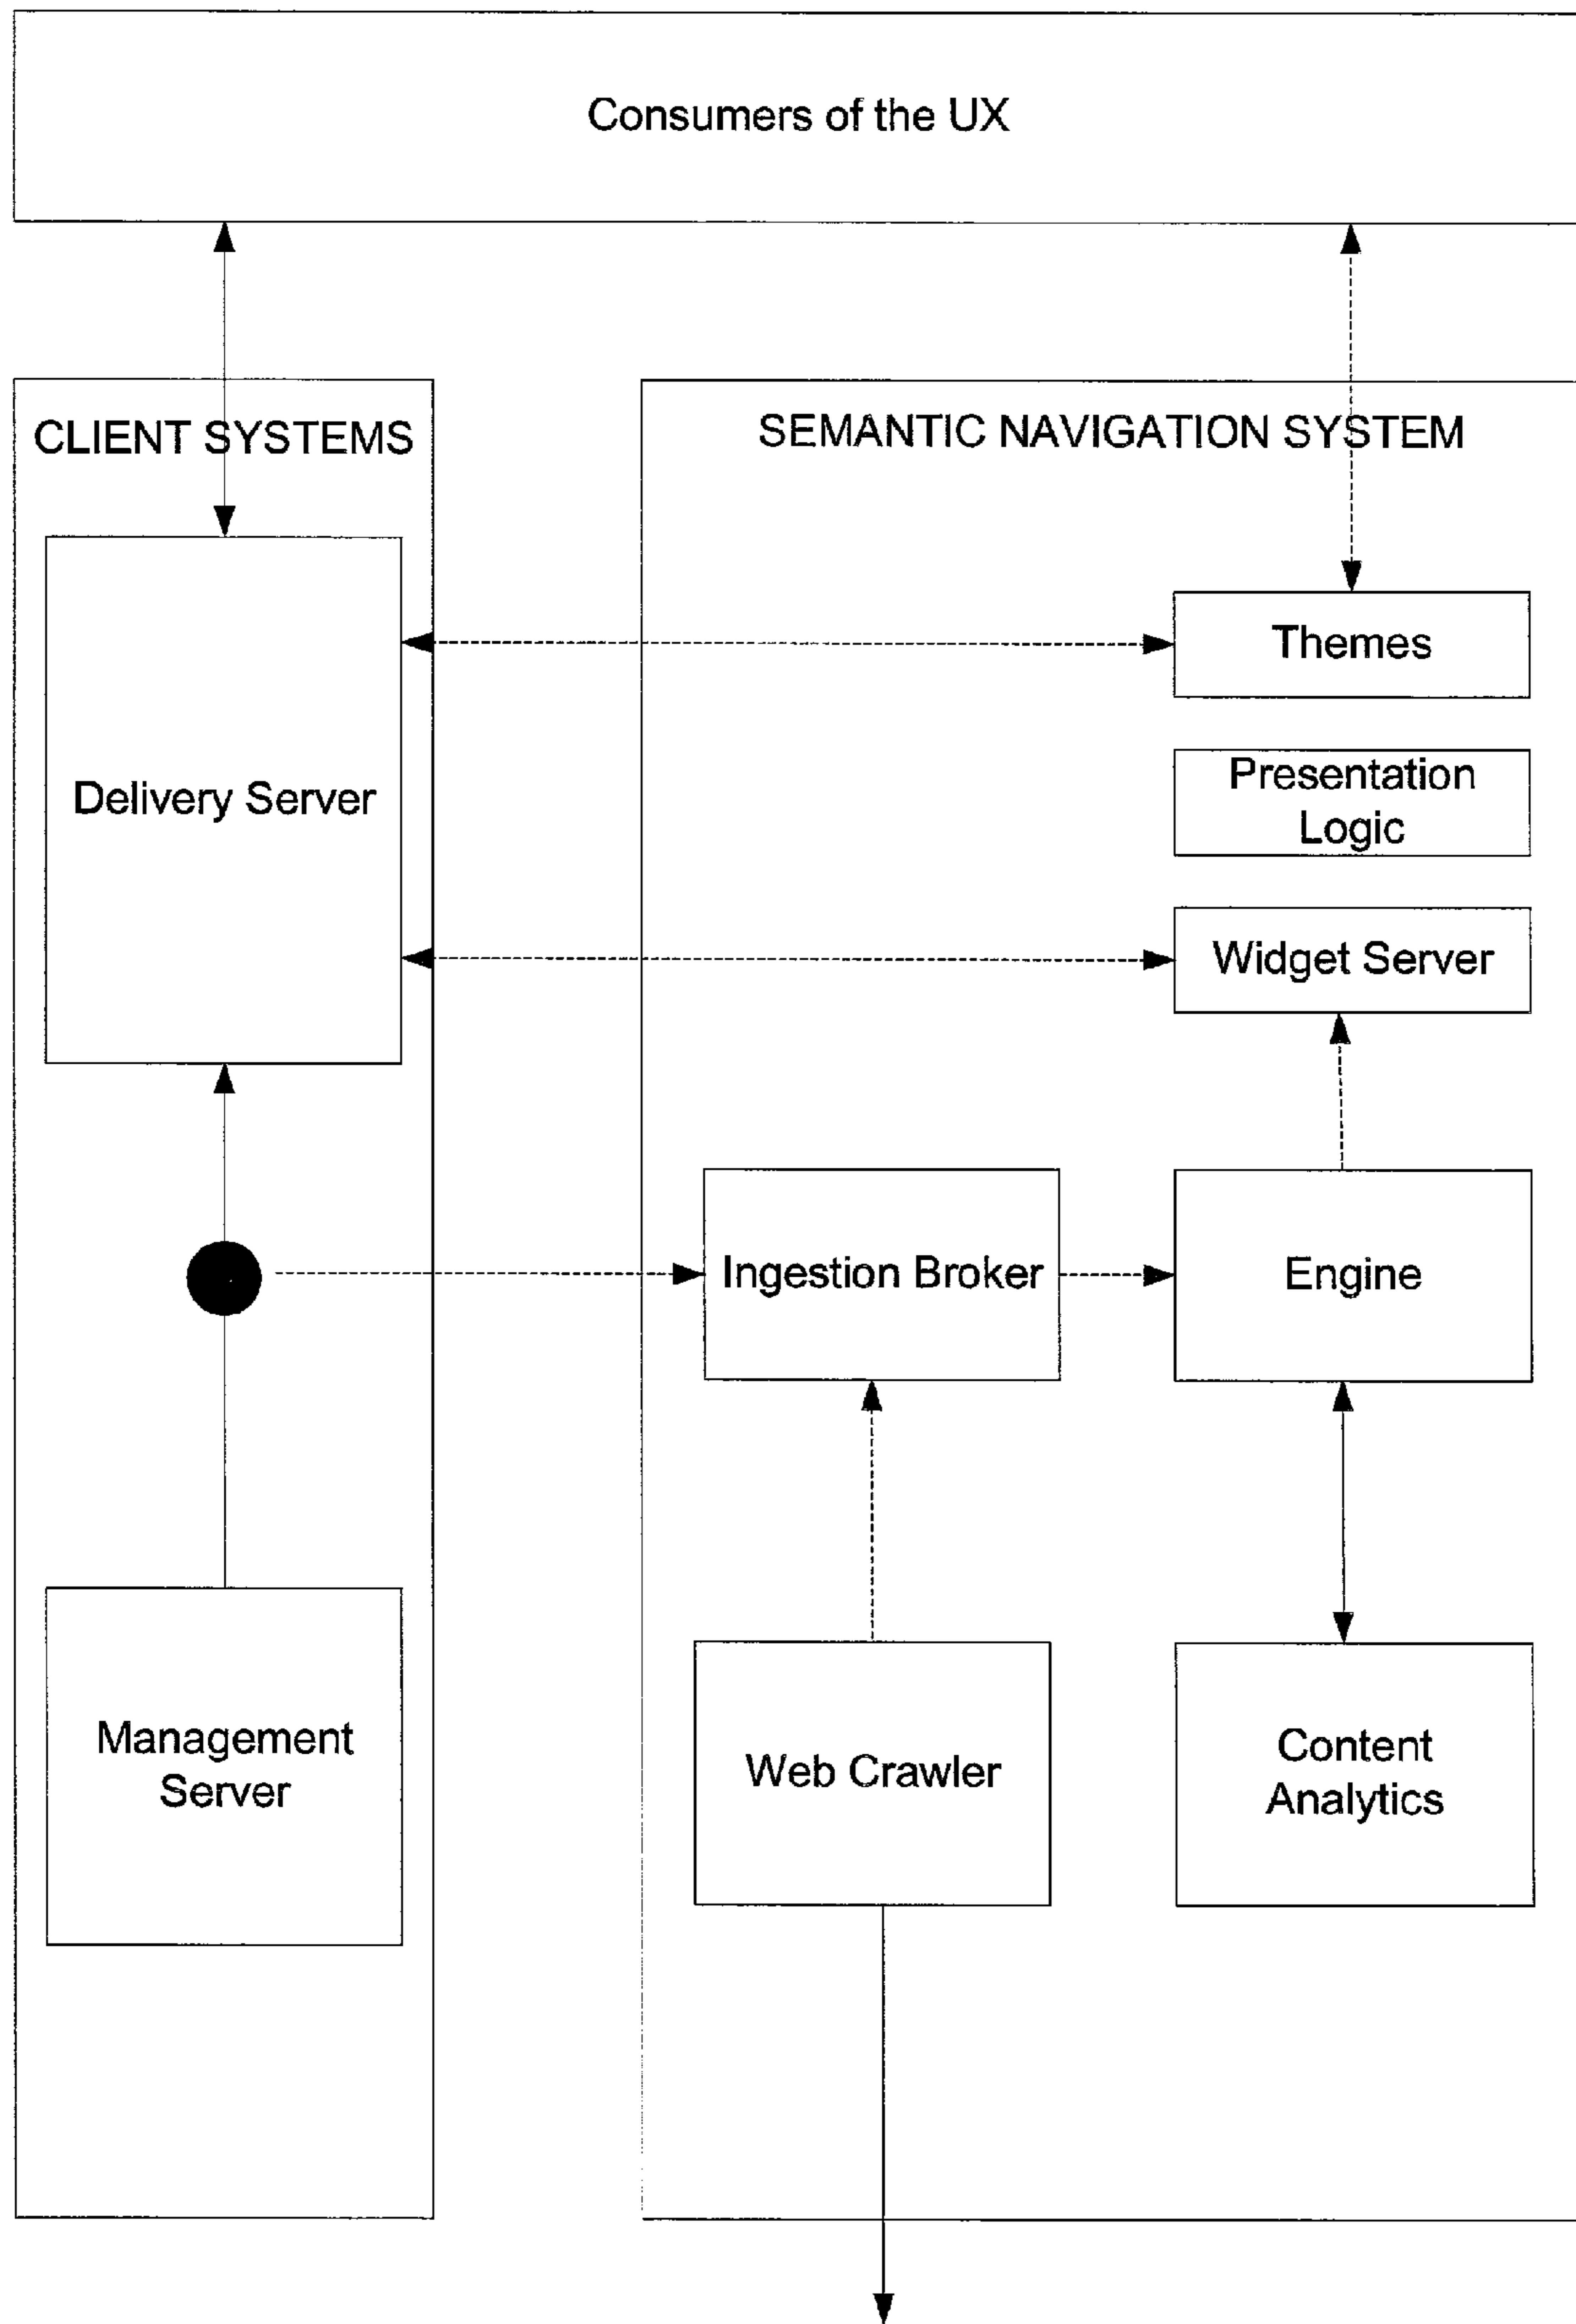 Consumers of the UX
CLIENT SYSTEMS
SEMANTIC NAVIGATION SYSTEM
Delivery Server
Themes
Presentation
Logic
Widget Server
Ingestion Broker
Engine
Management
Server
Web Crawler
Content
Analytics